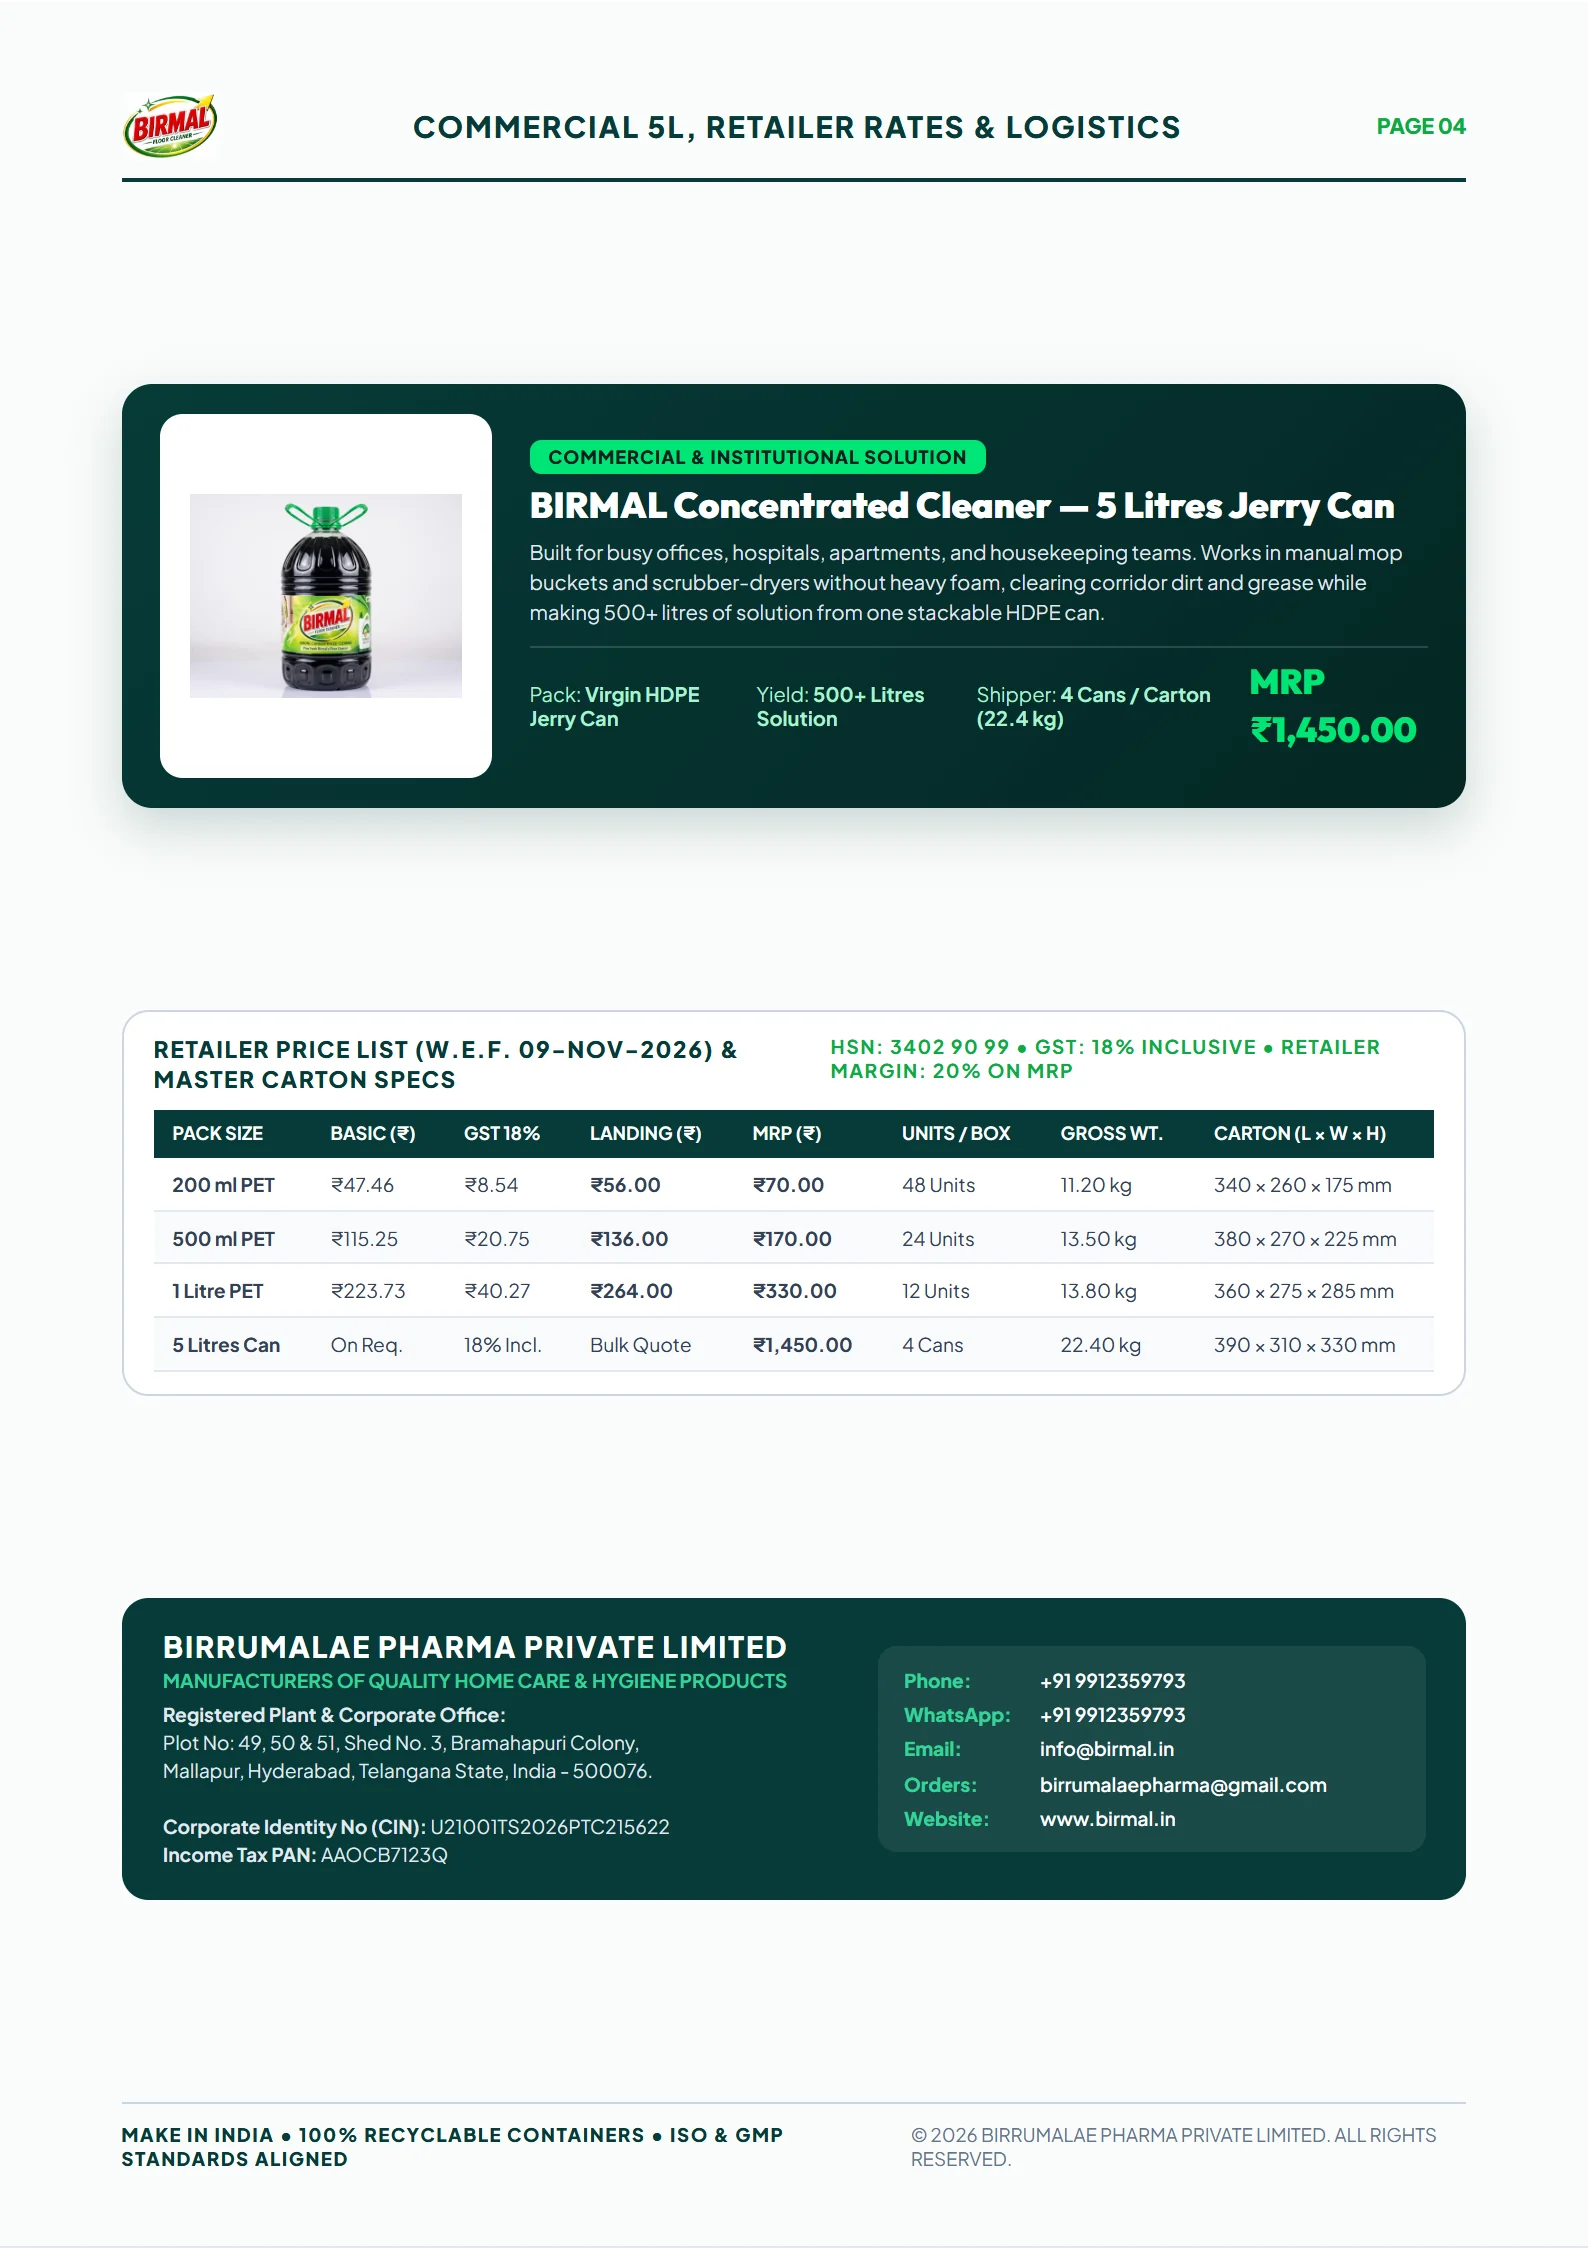 BIRMAL
FLOOR CLEANER
COMMERCIAL 5L, RETAILER RATES & LOGISTICS
PAGE 04
BIRMAL
COMMERCIAL & INSTITUTIONAL SOLUTION
BIRMAL Concentrated Cleaner — 5 Litres Jerry Can
Built for busy offices, hospitals, apartments, and housekeeping teams. Works in manual mop
buckets and scrubber-dryers without heavy foam, clearing corridor dirt and grease while
making 500+ litres of solution from one stackable HDPE can.
Pack: Virgin HDPE
Jerry Can
Yield: 500+ Litres
Solution
Shipper: 4 Cans / Carton
(22.4 kg)
MRP
₹1,450.00
RETAILER PRICE LIST (W.E.F. 09-NOV-2026) &
MASTER CARTON SPECS
HSN: 3402 90 99 ● GST: 18% INCLUSIVE ● RETAILER
MARGIN: 20% ON MRP
PACK SIZE BASIC (₹) GST 18% LANDING (₹) MRP (₹) UNITS / BOX GROSS WT. CARTON (L × W × H)
200 ml PET ₹47.46 ₹8.54 ₹56.00 ₹70.00 48 Units 11.20 kg 340 × 260 × 175 mm
500 ml PET ₹115.25 ₹20.75 ₹136.00 ₹170.00 24 Units 13.50 kg 380 × 270 × 225 mm
1 Litre PET ₹223.73 ₹40.27 ₹264.00 ₹330.00 12 Units 13.80 kg 360 × 275 × 285 mm
5 Litres Can On Req. 18% Incl. Bulk Quote ₹1,450.00 4 Cans 22.40 kg 390 × 310 × 330 mm
BIRRUMALAE PHARMA PRIVATE LIMITED
MANUFACTURERS OF QUALITY HOME CARE & HYGIENE PRODUCTS
Registered Plant & Corporate Office:
Plot No: 49, 50 & 51, Shed No. 3, Bramahapuri Colony,
Mallapur, Hyderabad, Telangana State, India - 500076.
Corporate Identity No (CIN): U21001TS2026PTC215622
Income Tax PAN: AAOCB7123Q
Phone: +91 9912359793
WhatsApp: +91 9912359793
Email: info@birmal.in
Orders: birrumalaepharma@gmail.com
Website: www.birmal.in
MAKE IN INDIA ● 100% RECYCLABLE CONTAINERS ● ISO & GMP
STANDARDS ALIGNED
© 2026 BIRRUMALAE PHARMA PRIVATE LIMITED. ALL RIGHTS
RESERVED.